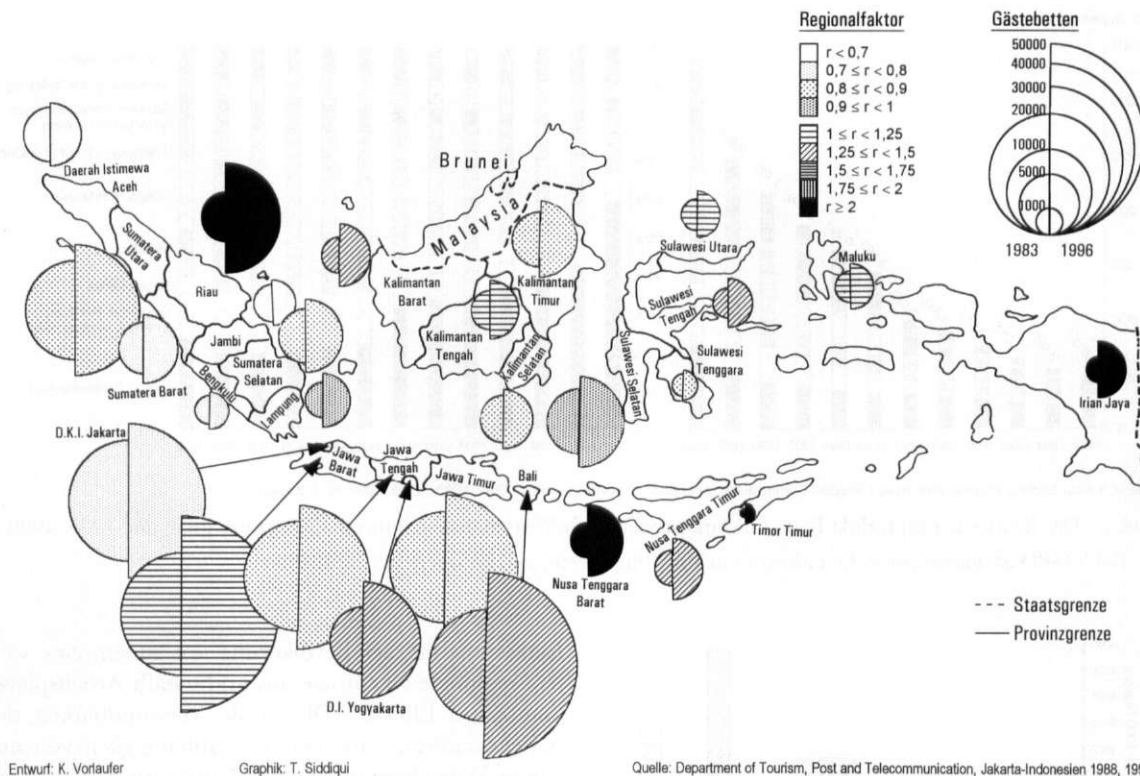 Regionalfaktor
r < 0,7
0,7 ≤ r < 0,8
0,8 ≤ r < 0,9
0,9 ≤ r < 1
1 ≤ r < 1,25
1,25 ≤ r < 1,5
1,5 ≤ r < 1,75
1,75 ≤ r < 2
r ≥ 2
Gästebetten
50000
40000
30000
20000
10000
5000
1000
1983 1996
Daerah Istimewa
Aceh
Sumatera
Utara
Riau
Jambi
Sumatera Barat
Bengkulu
Sumatera
Selatan
Lampung
Brunei
Malaysia
Kalimantan
Barat
Kalimantan
Timur
Kalimantan
Tengah
Kalimantan
Selatan
Sulawesi Utara
Sulawesi
Tengah
Sulawesi
Tenggara
Sulawesi Selatan
Maluku
Irian Jaya
D.K.I. Jakarta
Jawa
Barat
Jawa
Tengah
Jawa Timur
Bali
D.I. Yogyakarta
Nusa Tenggara
Barat
Nusa Tenggara Timur
Timor Timur
Staatsgrenze
Provinzgrenze
Entwurf: K. Vorlaufer Graphik: T. Siddiqui Quelle: Department of Tourism, Post and Telecommunication, Jakarta-Indonesien 1988,